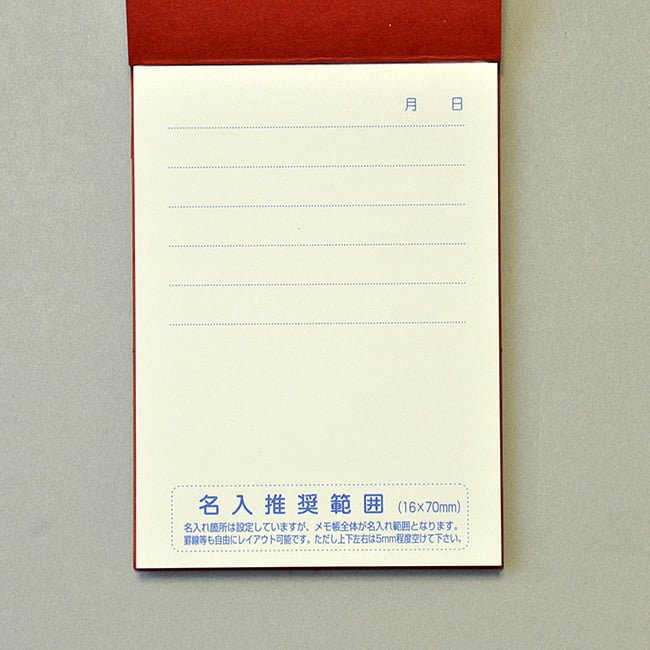 月 日
名入推奨範囲 (16×70mm)
名入れ箇所は設定していますが、メモ帳全体が名入れ範囲となります。
罫線等も自由にレイアウト可能です。ただし上下左右は5mm程度空けて下さい。